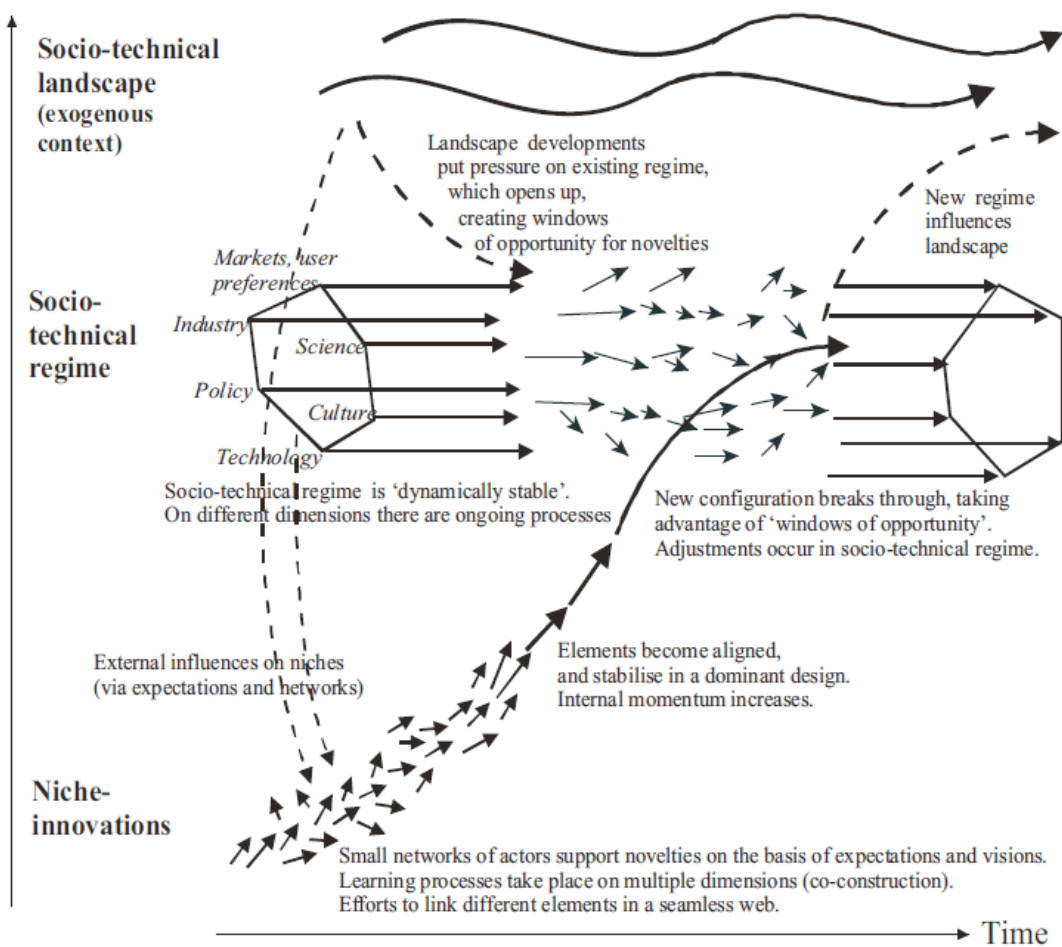 Socio-technical
landscape
(exogenous
context)
Landscape developments
put pressure on existing regime,
which opens up,
creating windows
of opportunity for novelties
New regime
influences
landscape
Markets, user
preferences
Socio-
technical
regime
Industry
Science
Policy
Culture
Technology
Socio-technical regime is ‘dynamically stable’.
On different dimensions there are ongoing processes
New configuration breaks through, taking
advantage of ‘windows of opportunity’.
Adjustments occur in socio-technical regime.
External influences on niches
(via expectations and networks)
Elements become aligned,
and stabilise in a dominant design.
Internal momentum increases.
Niche-
innovations
Small networks of actors support novelties on the basis of expectations and visions.
Learning processes take place on multiple dimensions (co-construction).
Efforts to link different elements in a seamless web.
Time